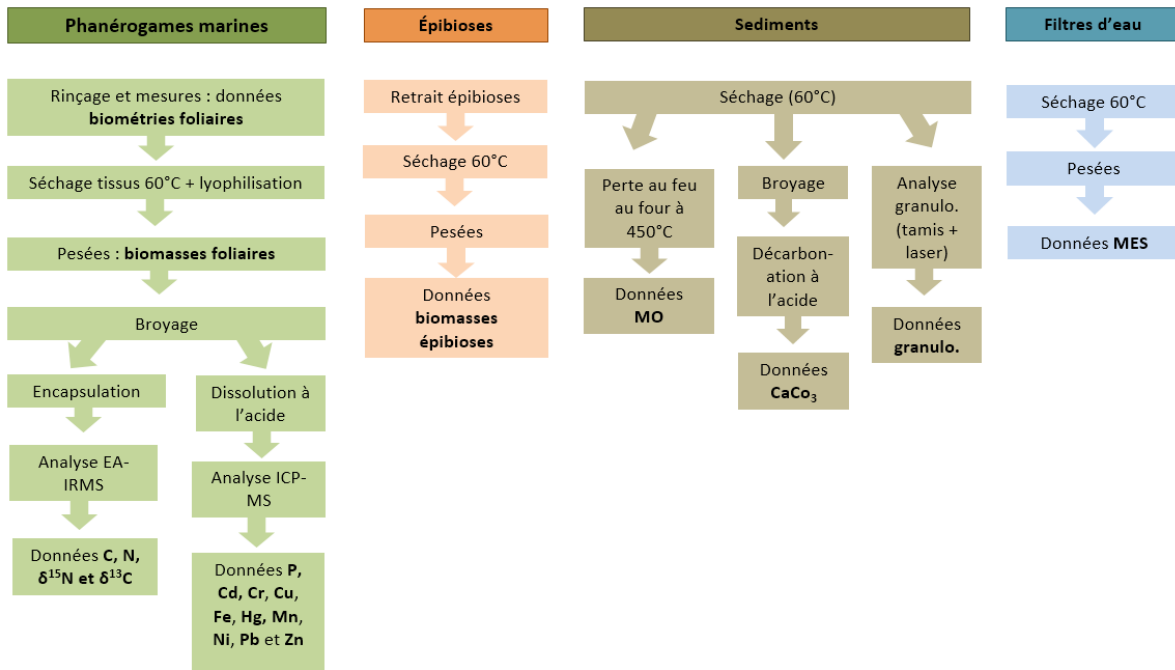 Phanérogames marines
Rinçage et mesures : données
biométries foliaires
Séchage tissus 60°C + lyophilisation
Pesées : biomasses foliaires
Broyage
Encapsulation
Analyse EA-
IRMS
Données C, N,
δ¹⁵N et δ¹³C
Dissolution à
l’acide
Analyse ICP-
MS
Données P,
Cd, Cr, Cu,
Fe, Hg, Mn,
Ni, Pb et Zn
Épibioses
Retrait épibioses
Séchage 60°C
Pesées
Données
biomasses
épibioses
Sediments
Séchage (60°C)
Perte au feu
au four à
450°C
Données
MO
Broyage
Décarbon-
ation à
l’acide
Données
CaCo₃
Analyse
granulo.
(tamis +
laser)
Données
granulo.
Filtres d’eau
Séchage 60°C
Pesées
Données MES